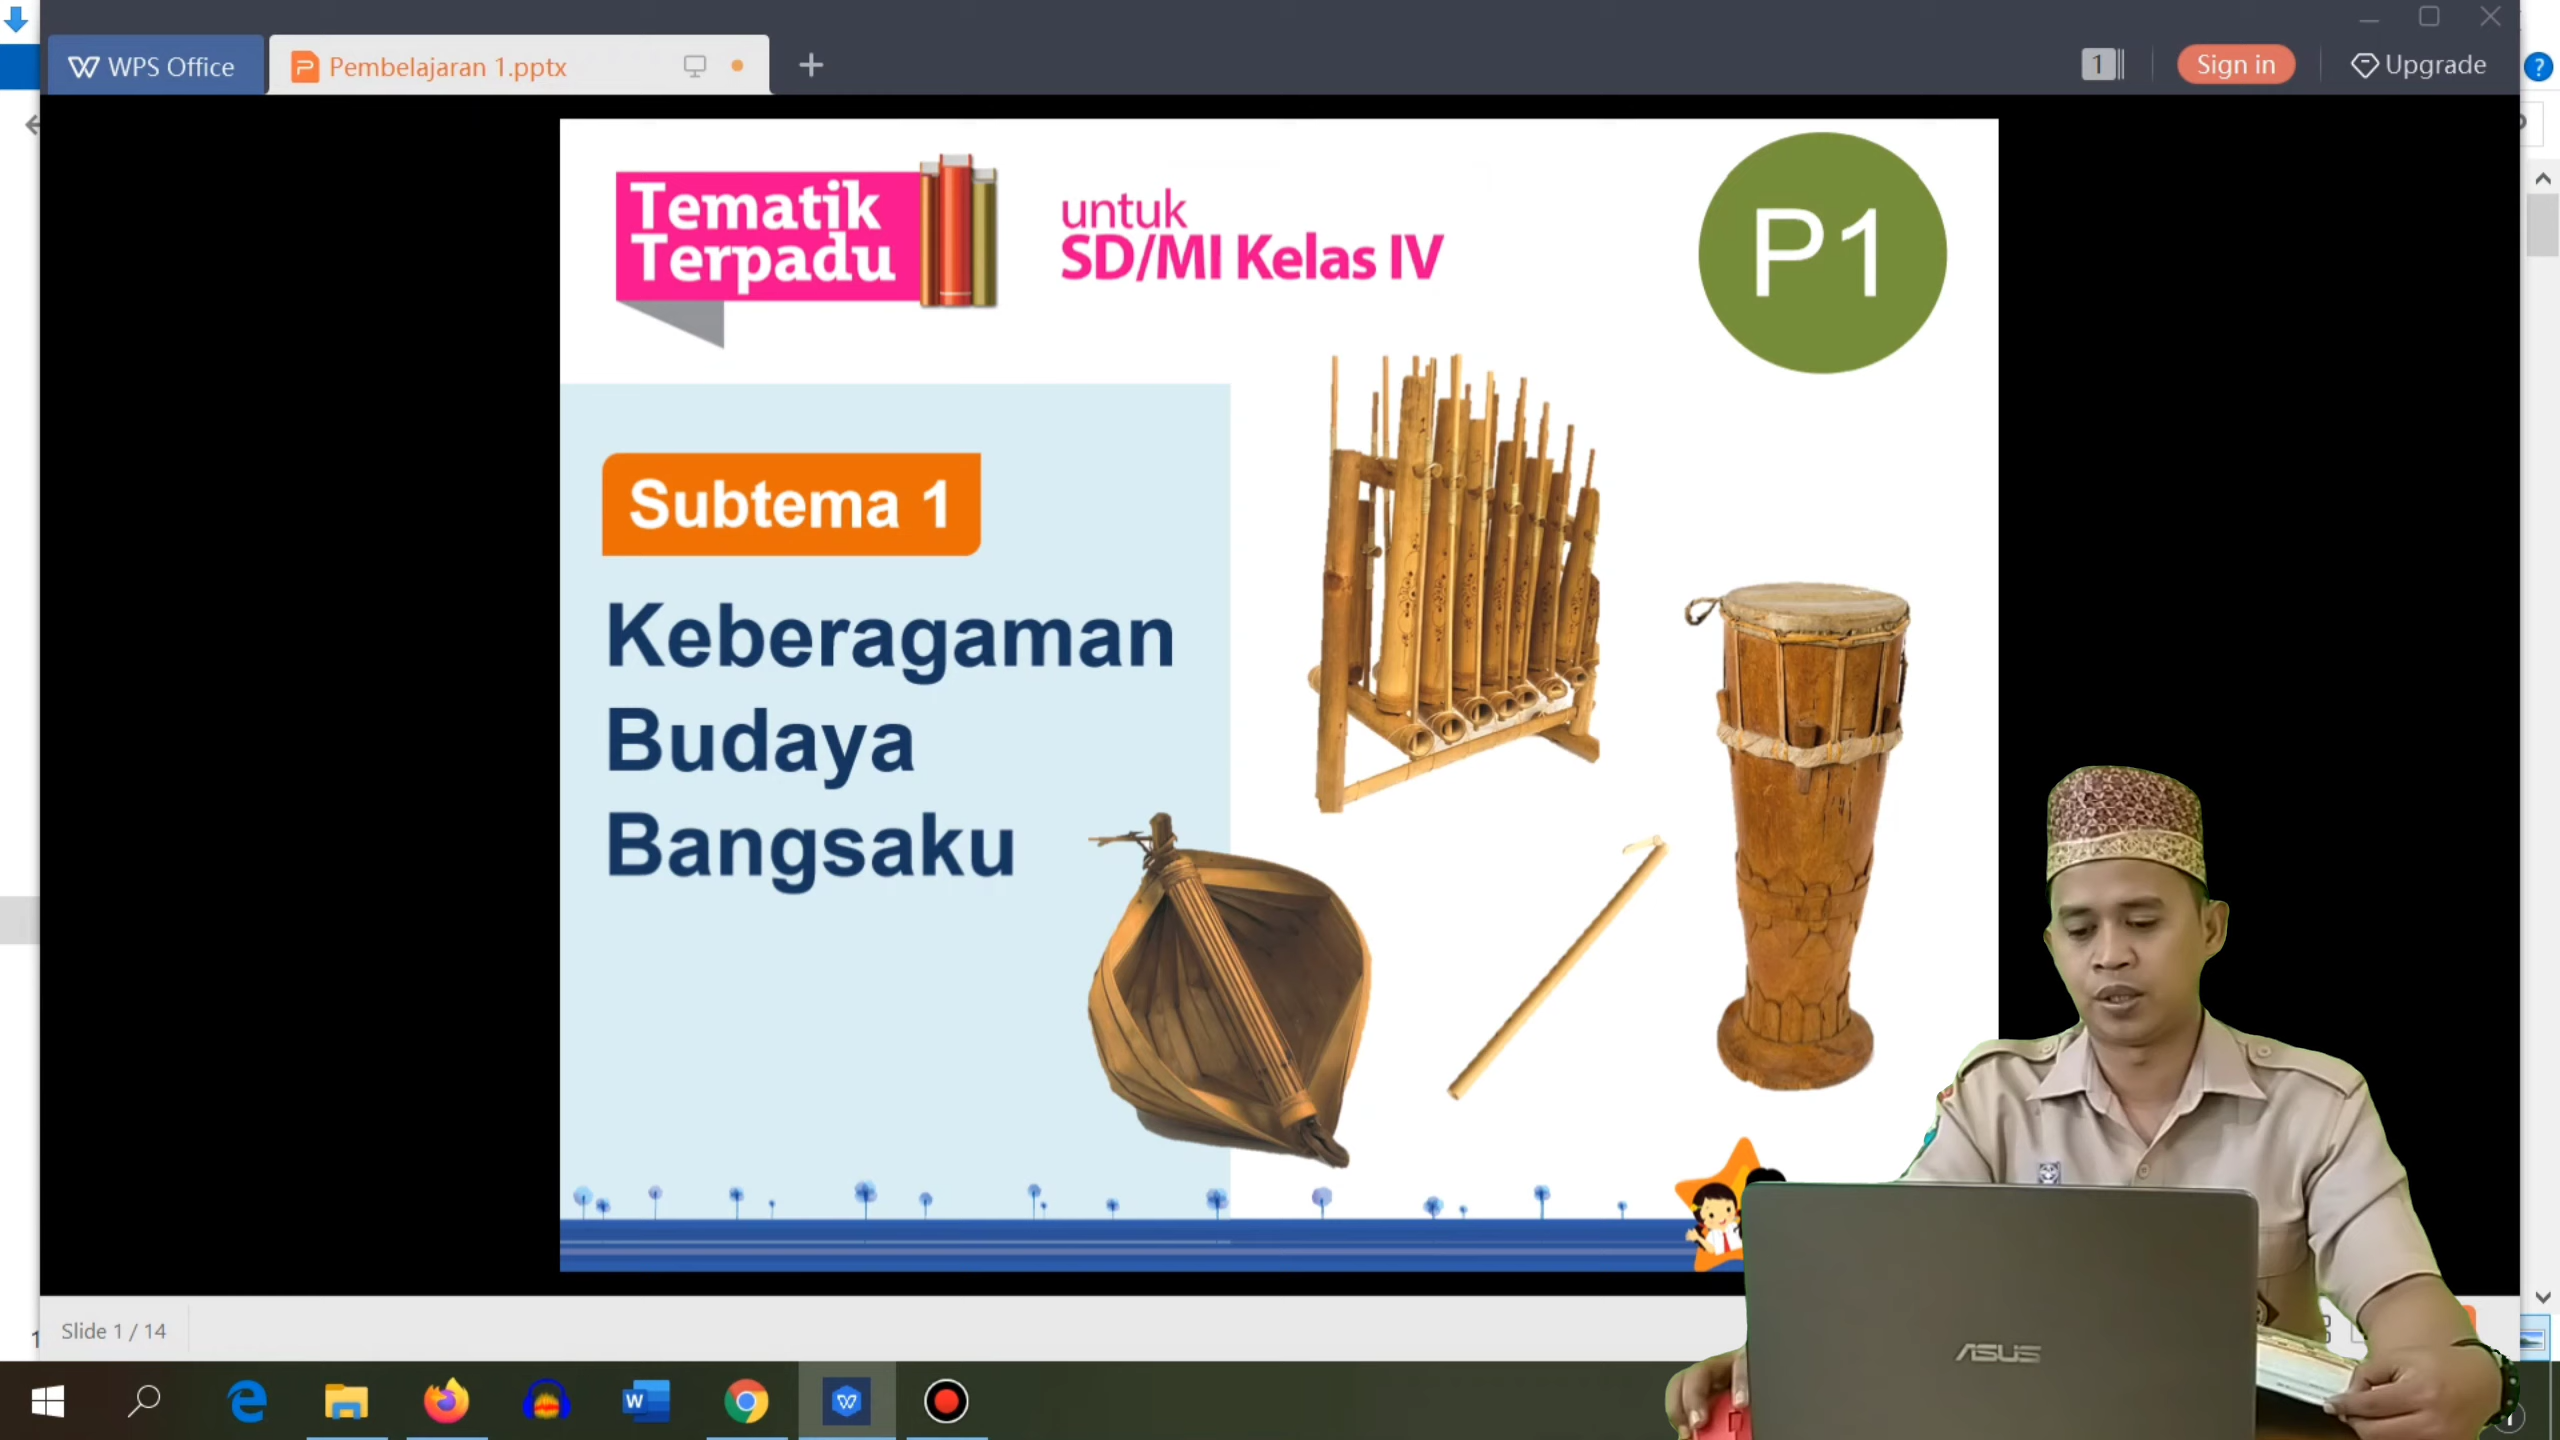 WPS Office
Pembelajaran 1.pptx
1
Sign in
Upgrade
?
Tematik
Terpadu
untuk
SD/MI Kelas IV
P1
Subtema 1
Keberagaman
Budaya
Bangsaku
Slide 1 / 14
ASUS